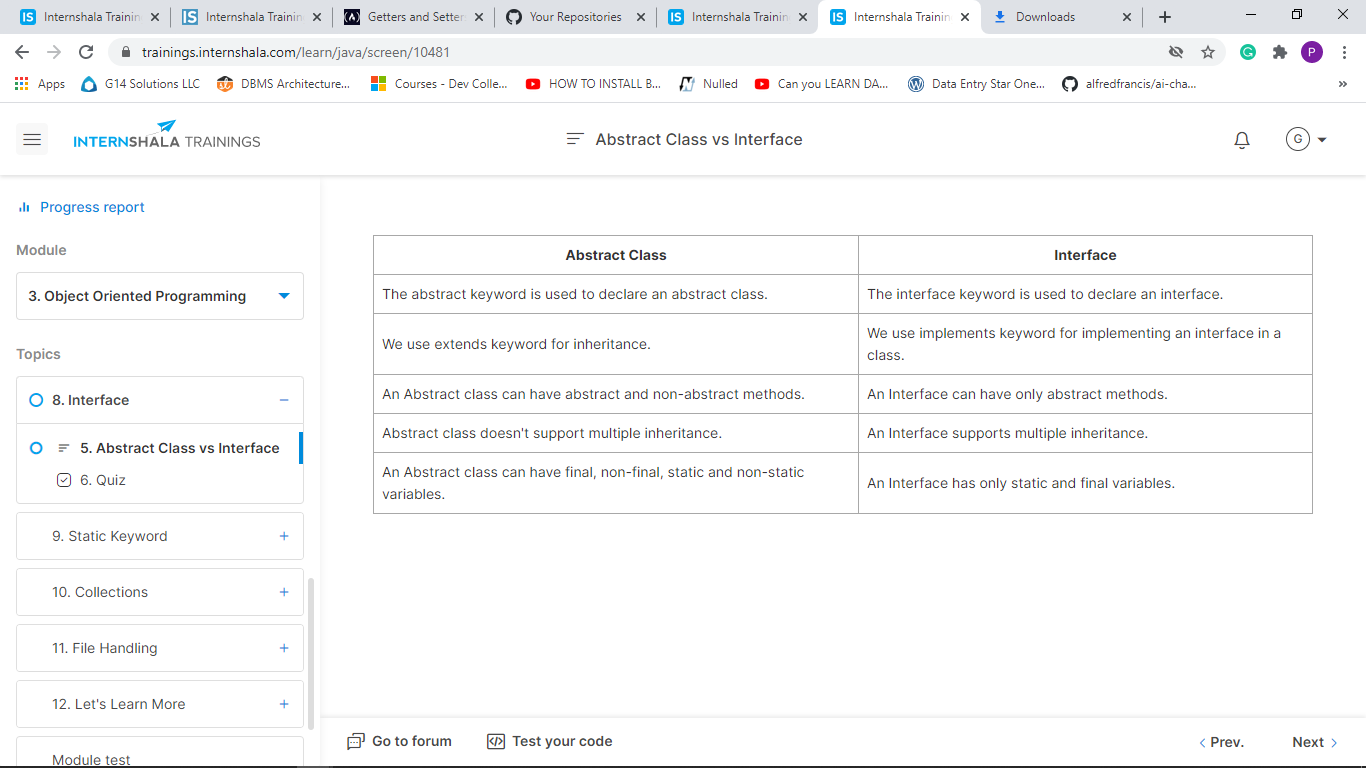 Internshala Trainin
Internshala Trainin
Getters and Setter
Your Repositories
Internshala Trainin
Internshala Trainin
Downloads
trainings.internshala.com/learn/java/screen/10481
P
Apps
G14 Solutions LLC
DBMS Architecture...
Courses - Dev Colle...
HOW TO INSTALL B...
Nulled
Can you LEARN DA...
Data Entry Star One...
alfredfrancis/ai-cha...
»
INTERNSHALA TRAININGS
Abstract Class vs Interface
G
Progress report
Module
3. Object Oriented Programming
Topics
8. Interface
5. Abstract Class vs Interface
6. Quiz
9. Static Keyword
10. Collections
11. File Handling
12. Let's Learn More
Module test
Abstract Class
Interface
The abstract keyword is used to declare an abstract class.
The interface keyword is used to declare an interface.
We use extends keyword for inheritance.
We use implements keyword for implementing an interface in a
class.
An Abstract class can have abstract and non-abstract methods.
An Interface can have only abstract methods.
Abstract class doesn't support multiple inheritance.
An Interface supports multiple inheritance.
An Abstract class can have final, non-final, static and non-static
variables.
An Interface has only static and final variables.
Go to forum
Test your code
Prev.
Next